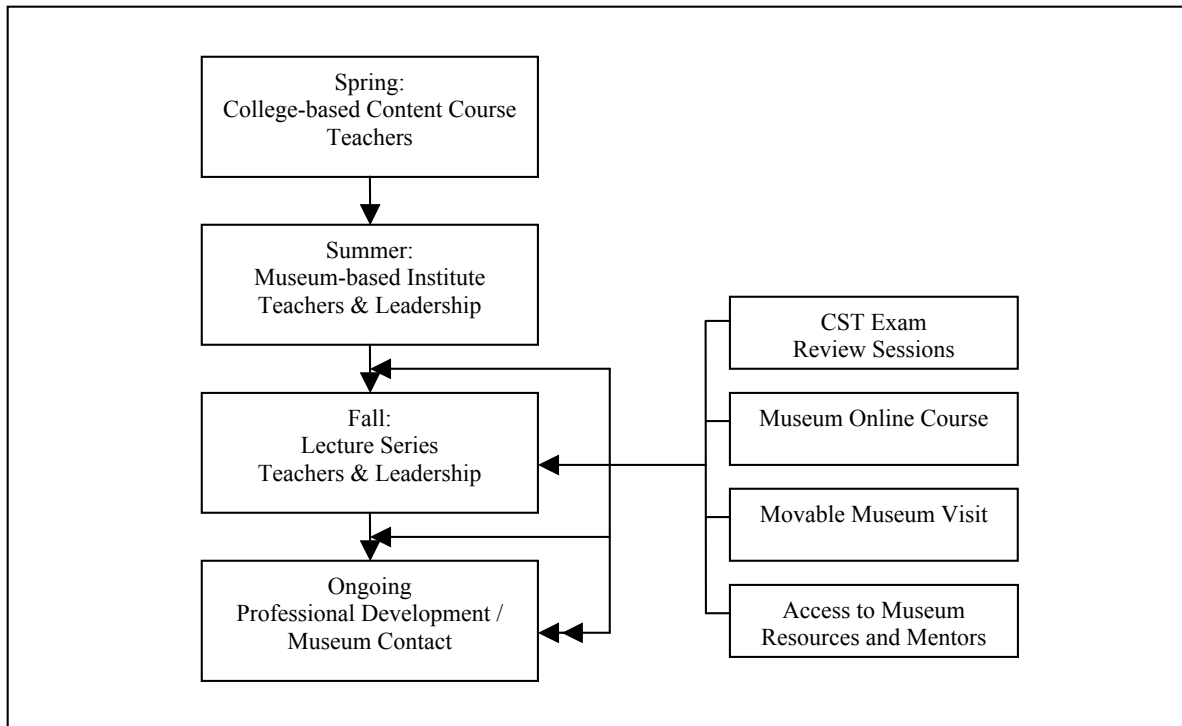 Spring:
College-based Content Course
Teachers
Summer:
Museum-based Institute
Teachers & Leadership
Fall:
Lecture Series
Teachers & Leadership
Ongoing
Professional Development /
Museum Contact
CST Exam
Review Sessions
Museum Online Course
Movable Museum Visit
Access to Museum
Resources and Mentors